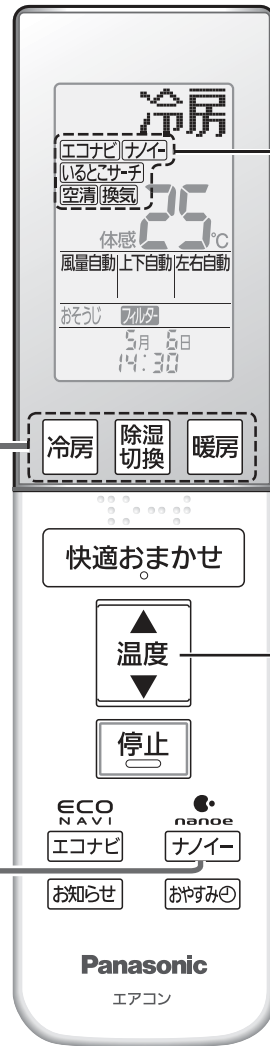 冷房
エコナビ ナノイー
いるとこサーチ
空清 換気
体感 25℃
風量自動 上下自動 左右自動
おそうじ フィルター
5月 6日
14:30
冷房 除湿切換 暖房
快適おまかせ
▲
温度
▼
停止
ECO NAVI nanoe
エコナビ ナノイー
お知らせ おやすみ
Panasonic
エアコン